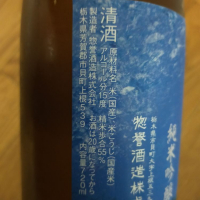 清酒
原材料名 米(国産)、米こうじ(国産米)
アルコール分15度 精米歩合55%
製造者 惣誉酒造株式会社 お酒は20歳になってから
栃木県芳賀郡市貝町上根539 内容量720ml
純米吟醸
惣誉酒造